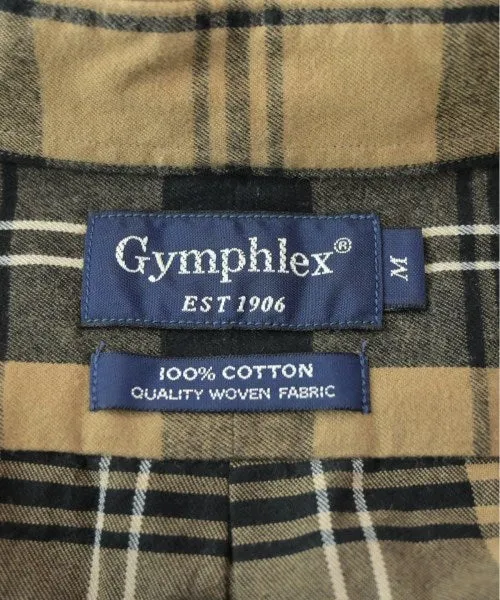 Gymphlex®
EST 1906
M
100% COTTON
QUALITY WOVEN FABRIC